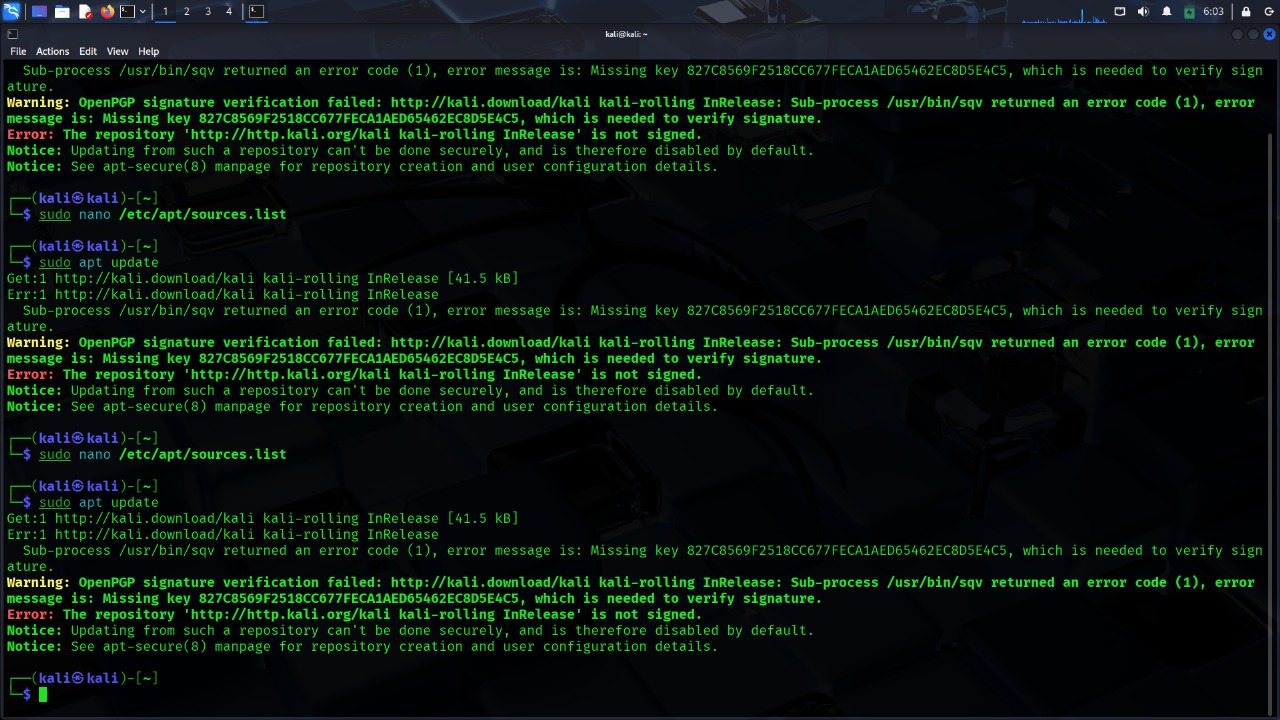 1 2 3 4
6:03
kali@kali: ~
File Actions Edit View Help
Sub-process /usr/bin/sqv returned an error code (1), error message is: Missing key 827C8569F2518CC677FECA1AED65462EC8D5E4C5, which is needed to verify sign
ature.
Warning: OpenPGP signature verification failed: http://kali.download/kali kali-rolling InRelease: Sub-process /usr/bin/sqv returned an error code (1), error
message is: Missing key 827C8569F2518CC677FECA1AED65462EC8D5E4C5, which is needed to verify signature.
Error: The repository 'http://http.kali.org/kali kali-rolling InRelease' is not signed.
Notice: Updating from such a repository can't be done securely, and is therefore disabled by default.
Notice: See apt-secure(8) manpage for repository creation and user configuration details.
┌──(kali㉿kali)-[~]
└─$ sudo nano /etc/apt/sources.list
┌──(kali㉿kali)-[~]
└─$ sudo apt update
Get:1 http://kali.download/kali kali-rolling InRelease [41.5 kB]
Err:1 http://kali.download/kali kali-rolling InRelease
Sub-process /usr/bin/sqv returned an error code (1), error message is: Missing key 827C8569F2518CC677FECA1AED65462EC8D5E4C5, which is needed to verify sign
ature.
Warning: OpenPGP signature verification failed: http://kali.download/kali kali-rolling InRelease: Sub-process /usr/bin/sqv returned an error code (1), error
message is: Missing key 827C8569F2518CC677FECA1AED65462EC8D5E4C5, which is needed to verify signature.
Error: The repository 'http://http.kali.org/kali kali-rolling InRelease' is not signed.
Notice: Updating from such a repository can't be done securely, and is therefore disabled by default.
Notice: See apt-secure(8) manpage for repository creation and user configuration details.
┌──(kali㉿kali)-[~]
└─$ sudo nano /etc/apt/sources.list
┌──(kali㉿kali)-[~]
└─$ sudo apt update
Get:1 http://kali.download/kali kali-rolling InRelease [41.5 kB]
Err:1 http://kali.download/kali kali-rolling InRelease
Sub-process /usr/bin/sqv returned an error code (1), error message is: Missing key 827C8569F2518CC677FECA1AED65462EC8D5E4C5, which is needed to verify sign
ature.
Warning: OpenPGP signature verification failed: http://kali.download/kali kali-rolling InRelease: Sub-process /usr/bin/sqv returned an error code (1), error
message is: Missing key 827C8569F2518CC677FECA1AED65462EC8D5E4C5, which is needed to verify signature.
Error: The repository 'http://http.kali.org/kali kali-rolling InRelease' is not signed.
Notice: Updating from such a repository can't be done securely, and is therefore disabled by default.
Notice: See apt-secure(8) manpage for repository creation and user configuration details.
┌──(kali㉿kali)-[~]
└─$